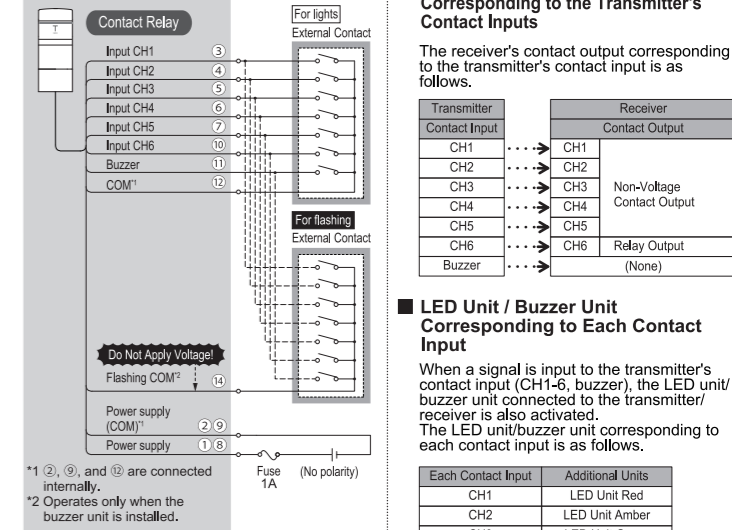 Contact Relay
Input CH1 ③
Input CH2 ④
Input CH3 ⑤
Input CH4 ⑥
Input CH5 ⑦
Input CH6 ⑩
Buzzer ⑪
COM*1 ⑫
Do Not Apply Voltage!
Flashing COM*2 ⑭
Power supply
(COM)*1 ②⑨
Power supply ①⑧
*1 ②, ⑨, and ⑫ are connected
internally.
*2 Operates only when the
buzzer unit is installed.
For lights
External Contact
For flashing
External Contact
Fuse
1A
(No polarity)
Corresponding to the Transmitter's
Contact Inputs
The receiver's contact output corresponding
to the transmitter's contact input is as
follows.
Transmitter Receiver
Contact Input Contact Output
CH1 CH1
CH2 CH2
CH3 CH3 Non-Voltage
CH4 CH4 Contact Output
CH5 CH5
CH6 CH6 Relay Output
Buzzer (None)
LED Unit / Buzzer Unit
Corresponding to Each Contact
Input
When a signal is input to the transmitter's
contact input (CH1-6, buzzer), the LED unit/
buzzer unit connected to the transmitter/
receiver is also activated.
The LED unit/buzzer unit corresponding to
each contact input is as follows.
Each Contact Input Additional Units
CH1 LED Unit Red
CH2 LED Unit Amber